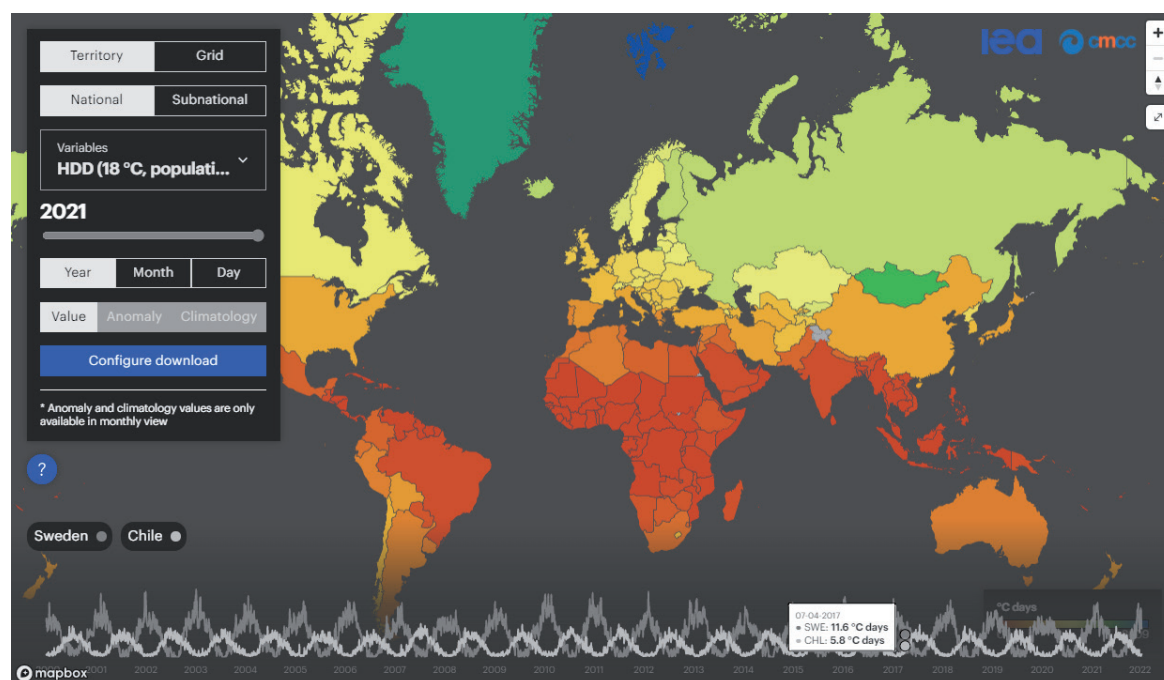 Territory
Grid
National
Subnational
Variables
HDD (18 °C, populati...
2021
Year
Month
Day
Value
Anomaly
Climatology
Configure download
* Anomaly and climatology values are only
available in monthly view
?
iea
cmcc
+
−
Sweden
Chile
07-04-2017
SWE: 11.6 °C days
CHL: 5.8 °C days
°C days
2001
2002
2003
2004
2005
2006
2007
2008
2009
2010
2011
2012
2013
2014
2015
2016
2017
2018
2019
2020
2021
2022
mapbox